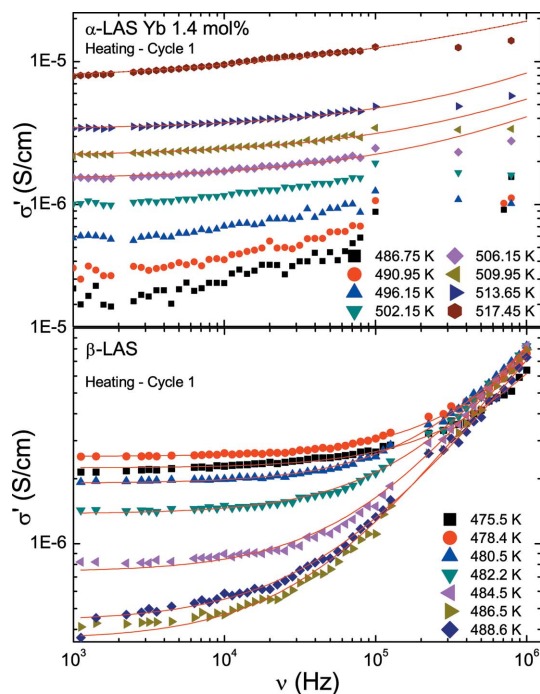 α-LAS Yb 1.4 mol%
Heating - Cycle 1
1E-5
1E-6
1E-5
σ' (S/cm)
486.75 K
490.95 K
496.15 K
502.15 K
506.15 K
509.95 K
513.65 K
517.45 K
β-LAS
Heating - Cycle 1
1E-6
σ' (S/cm)
475.5 K
478.4 K
480.5 K
482.2 K
484.5 K
486.5 K
488.6 K
10³ 10⁴ 10⁵ 10⁶
ν (Hz)